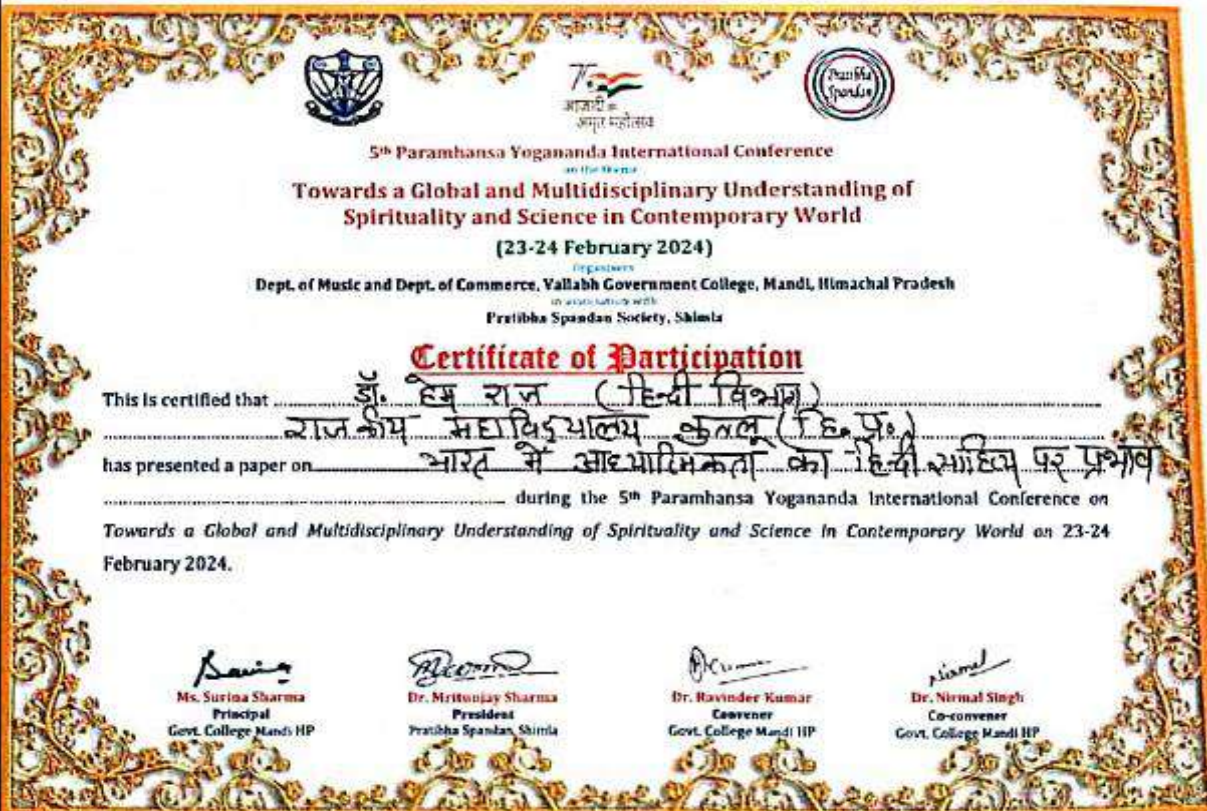 आज़ादी का
अमृत महोत्सव
Pratibha
Spandan
5th Paramhansa Yogananda International Conference
on the theme
Towards a Global and Multidisciplinary Understanding of
Spirituality and Science in Contemporary World
(23-24 February 2024)
Organisers
Dept. of Music and Dept. of Commerce, Vallabh Government College, Mandi, Himachal Pradesh
in association with
Pratibha Spandan Society, Shimla
Certificate of Participation
This is certified that डॉ. हेम राज (हिन्दी विभाग)
राजकीय महाविद्यालय कुल्लू (हि. प्र.)
has presented a paper on भारत में आध्यात्मिकता का हिन्दी साहित्य पर प्रभाव
during the 5th Paramhansa Yogananda International Conference on
Towards a Global and Multidisciplinary Understanding of Spirituality and Science in Contemporary World on 23-24
February 2024.
Ms. Surina Sharma Dr. Mritunjay Sharma Dr. Ravinder Kumar Dr. Nirmal Singh
Principal President Convener Co-convener
Govt. College Mandi HP Pratibha Spandan, Shimla Govt. College Mandi HP Govt. College Mandi HP